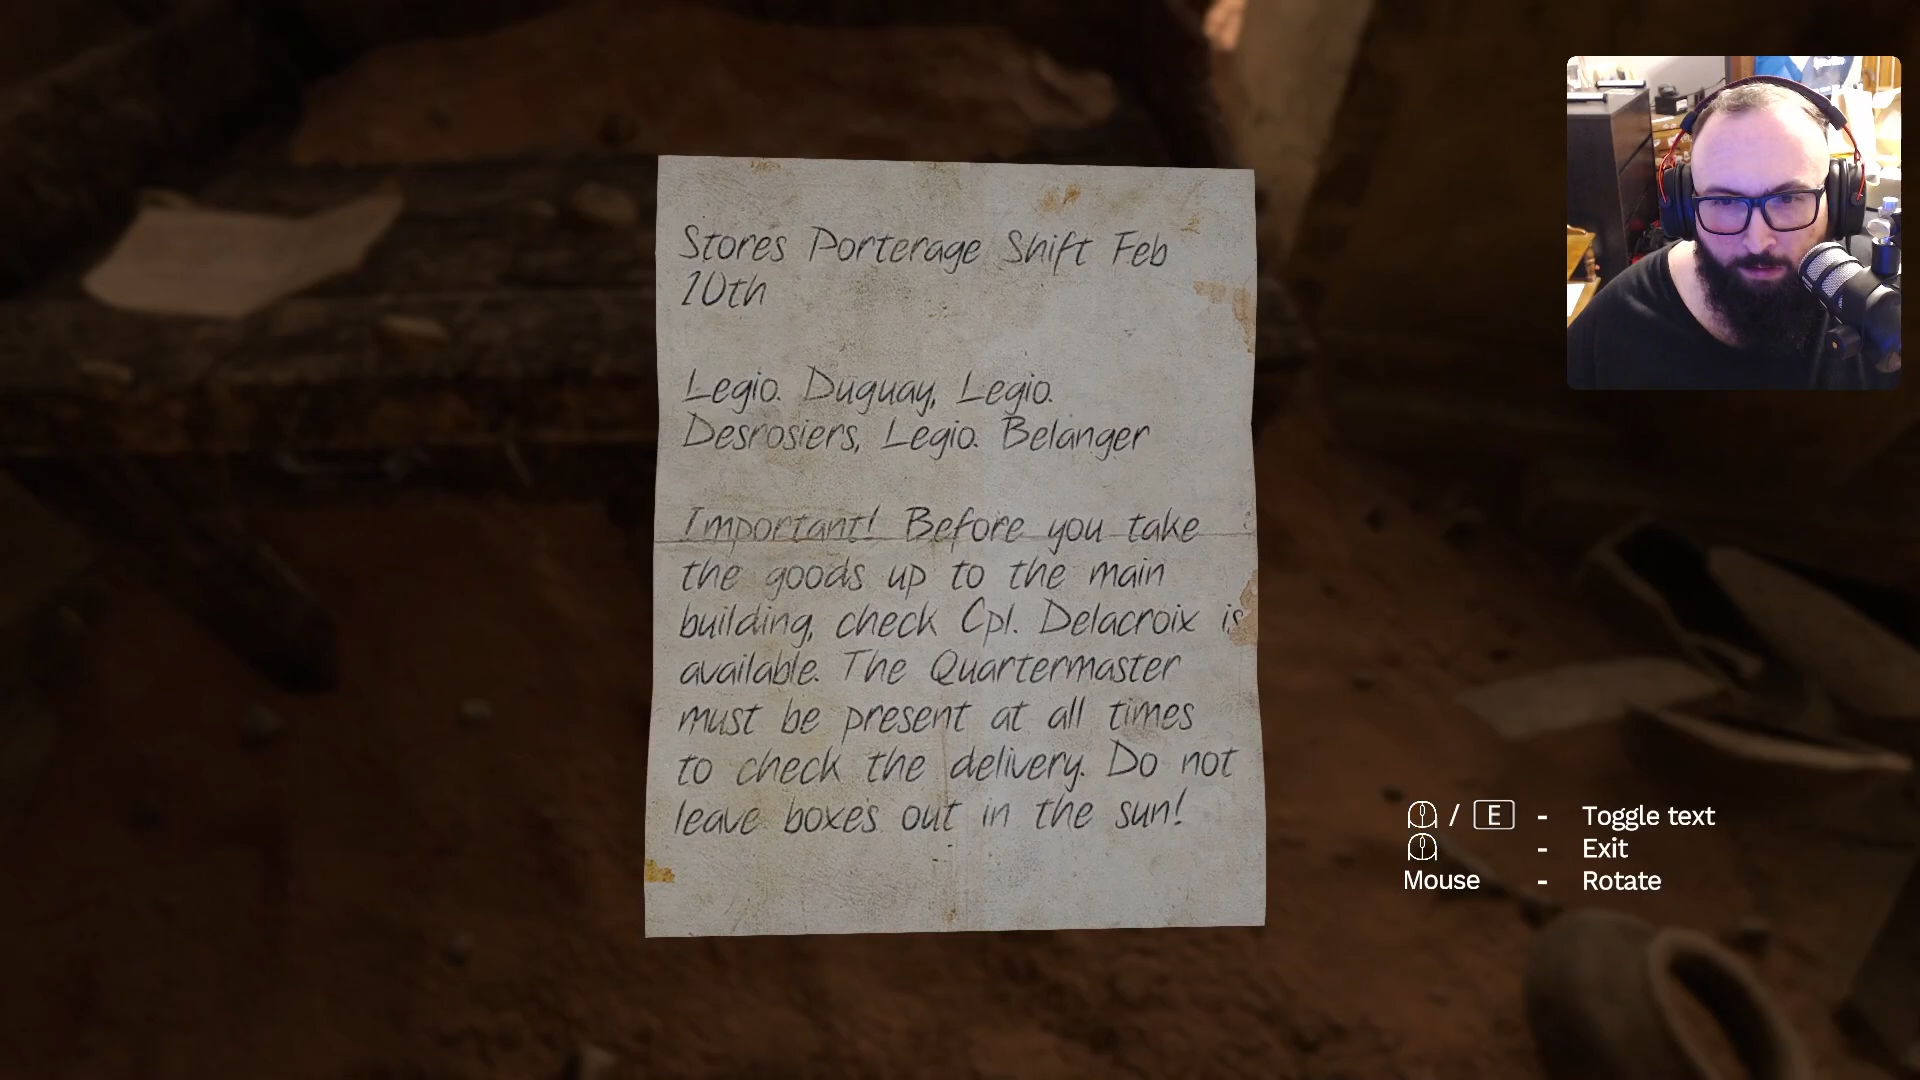 Stores Porterage Shift Feb
10th
Legio. Duguay, Legio.
Desrosiers, Legio. Belanger
Important! Before you take
the goods up to the main
building, check Cpl. Delacroix is
available. The Quartermaster
must be present at all times
to check the delivery. Do not
leave boxes out in the sun!
/ E - Toggle text
- Exit
Mouse - Rotate